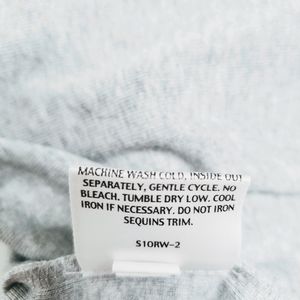 MACHINE WASH COLD, INSIDE OUT
SEPARATELY, GENTLE CYCLE. NO
BLEACH. TUMBLE DRY LOW. COOL
IRON IF NECESSARY. DO NOT IRON
SEQUINS TRIM.
S10RW-2